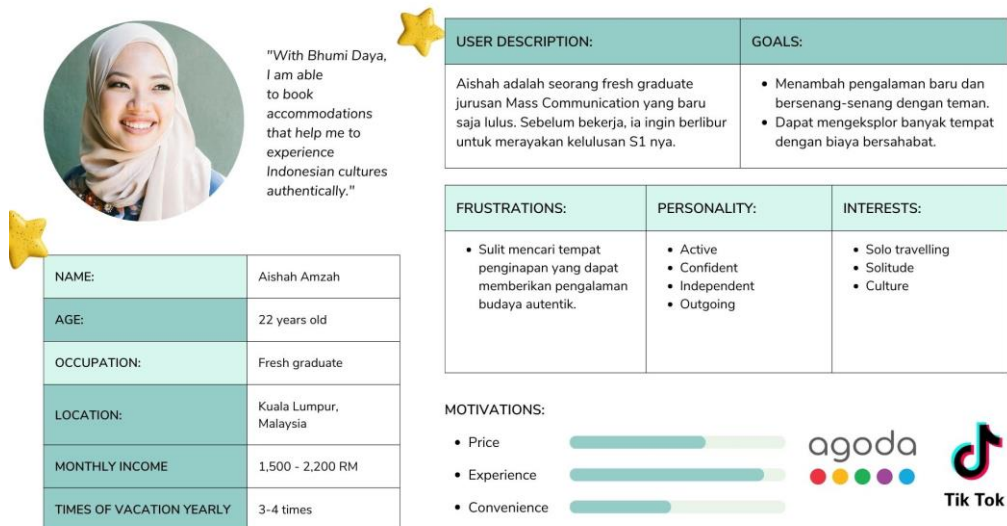 "With Bhumi Daya,
I am able
to book
accommodations
that help me to
experience
Indonesian cultures
authentically."
NAME:
Aishah Amzah
AGE:
22 years old
OCCUPATION:
Fresh graduate
LOCATION:
Kuala Lumpur,
Malaysia
MONTHLY INCOME
1,500 - 2,200 RM
TIMES OF VACATION YEARLY
3-4 times
USER DESCRIPTION:
Aishah adalah seorang fresh graduate
jurusan Mass Communication yang baru
saja lulus. Sebelum bekerja, ia ingin berlibur
untuk merayakan kelulusan S1 nya.
GOALS:
• Menambah pengalaman baru dan
bersenang-senang dengan teman.
• Dapat mengeksplor banyak tempat
dengan biaya bersahabat.
FRUSTRATIONS:
• Sulit mencari tempat
penginapan yang dapat
memberikan pengalaman
budaya autentik.
PERSONALITY:
• Active
• Confident
• Independent
• Outgoing
INTERESTS:
• Solo travelling
• Solitude
• Culture
MOTIVATIONS:
• Price
• Experience
• Convenience
agoda
Tik Tok